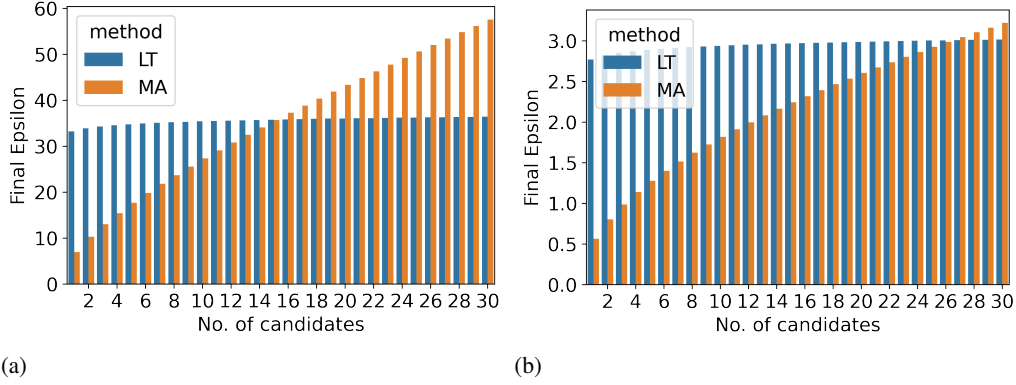 60
50
40
30
20
10
0
Final Epsilon
method
LT
MA
2 4 6 8 10 12 14 16 18 20 22 24 26 28 30
No. of candidates
(a)
3.0
2.5
2.0
1.5
1.0
0.5
0.0
Final Epsilon
method
LT
MA
2 4 6 8 10 12 14 16 18 20 22 24 26 28 30
No. of candidates
(b)